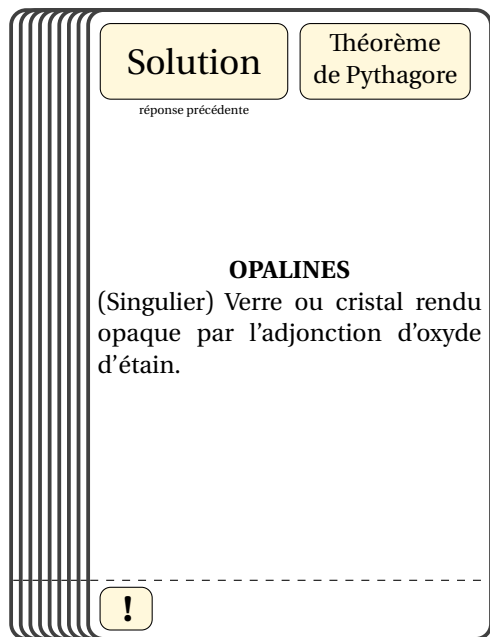 Solution
Théorème
de Pythagore
réponse précédente
OPALINES
(Singulier) Verre ou cristal rendu
opaque par l'adjonction d'oxyde
d'étain.
!